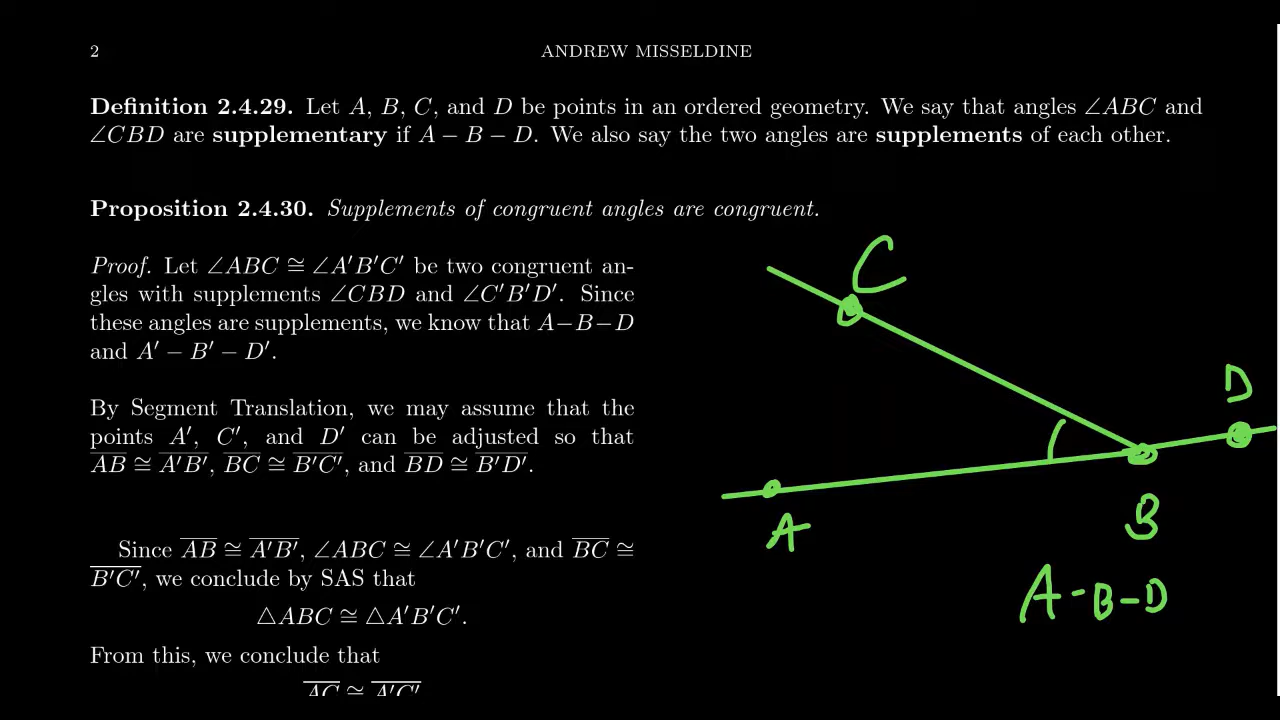 2 ANDREW MISSELDINE
Definition 2.4.29. Let A, B, C, and D be points in an ordered geometry. We say that angles ∠ABC and
∠CBD are supplementary if A − B − D. We also say the two angles are supplements of each other.
Proposition 2.4.30. Supplements of congruent angles are congruent.
Proof. Let ∠ABC ≅ ∠A′B′C′ be two congruent an-
gles with supplements ∠CBD and ∠C′B′D′. Since
these angles are supplements, we know that A−B−D
and A′ − B′ − D′.
By Segment Translation, we may assume that the
points A′, C′, and D′ can be adjusted so that
A̅B̅ ≅ A̅′B̅′, B̅C̅ ≅ B̅′C̅′, and B̅D̅ ≅ B̅′D̅′.
Since A̅B̅ ≅ A̅′B̅′, ∠ABC ≅ ∠A′B′C′, and B̅C̅ ≅
B̅′C̅′, we conclude by SAS that
△ABC ≅ △A′B′C′.
From this, we conclude that
A̅C̅ ≅ A̅′C̅′
C
D
A
B
A-B-D